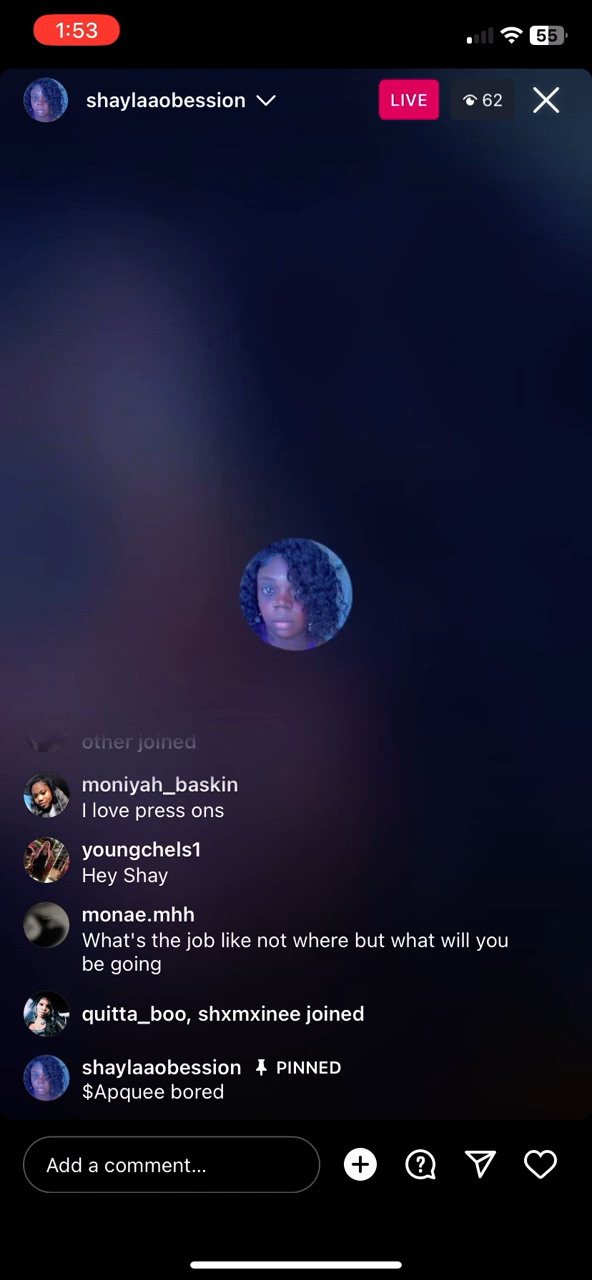 1:53
55
shaylaaobession
LIVE
62
other joined
moniyah_baskin
I love press ons
youngchels1
Hey Shay
monae.mhh
What's the job like not where but what will you
be going
quitta_boo, shxmxinee joined
shaylaaobession PINNED
$Apquee bored
Add a comment...